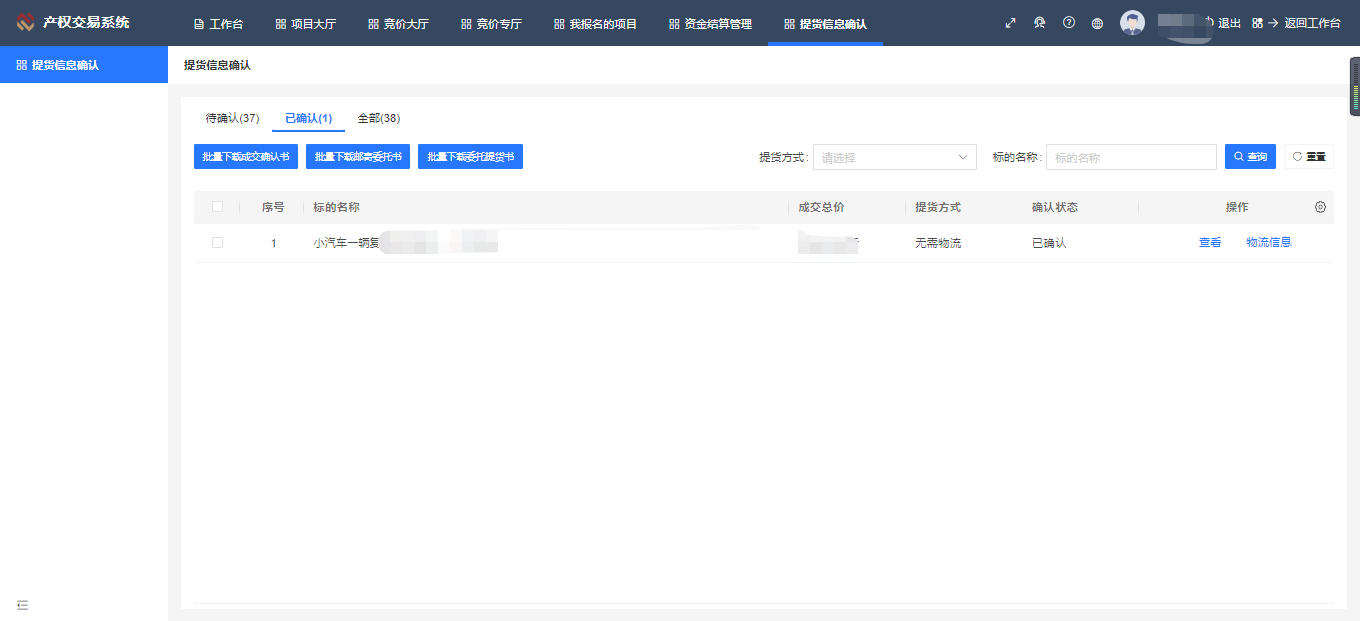 产权交易系统 工作台 项目大厅 竞价大厅 竞价专厅 我报名的项目 资金结算管理 提货信息确认 退出 返回工作台
提货信息确认 提货信息确认
待确认(37) 已确认(1) 全部(38)
批量下载成交确认书 批量下载邮寄委托书 批量下载委托提货书 提货方式: 请选择 标的名称: 标的名称 查询 重置
序号 标的名称 成交总价 提货方式 确认状态 操作
1 小汽车一辆 无需物流 已确认 查看 物流信息